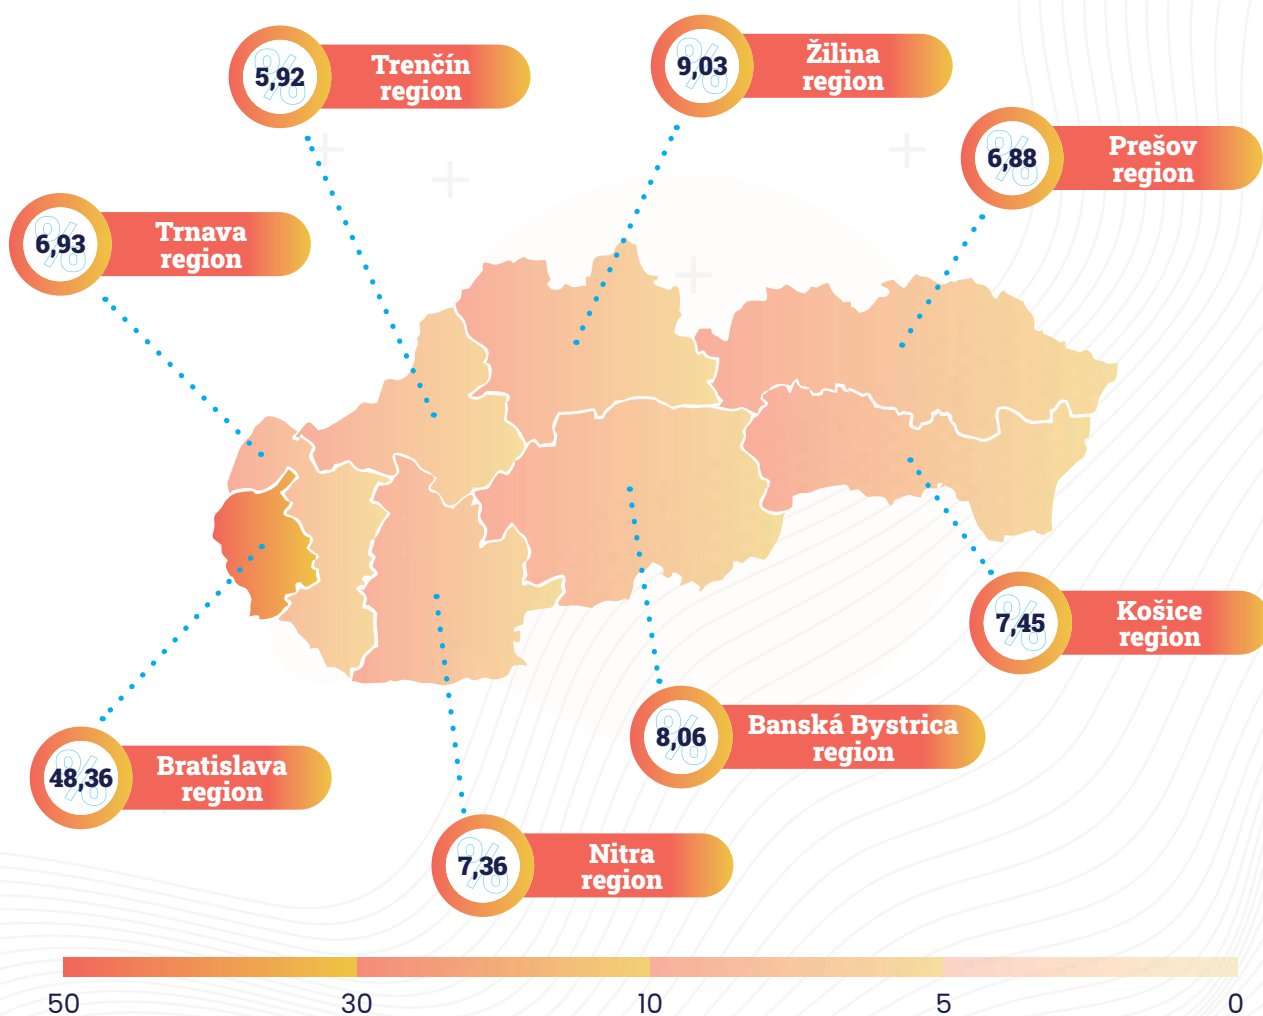 5,92 %
Trenčín
region
9,03 %
Žilina
region
6,88 %
Prešov
region
6,93 %
Trnava
region
7,45 %
Košice
region
8,06 %
Banská Bystrica
region
48,36 %
Bratislava
region
7,36 %
Nitra
region
50 30 10 5 0